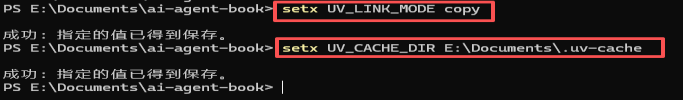 PS E:\Documents\ai-agent-book> setx UV_LINK_MODE copy
成功: 指定的值已得到保存。
PS E:\Documents\ai-agent-book> setx UV_CACHE_DIR E:\Documents\.uv-cache
成功: 指定的值已得到保存。
PS E:\Documents\ai-agent-book>